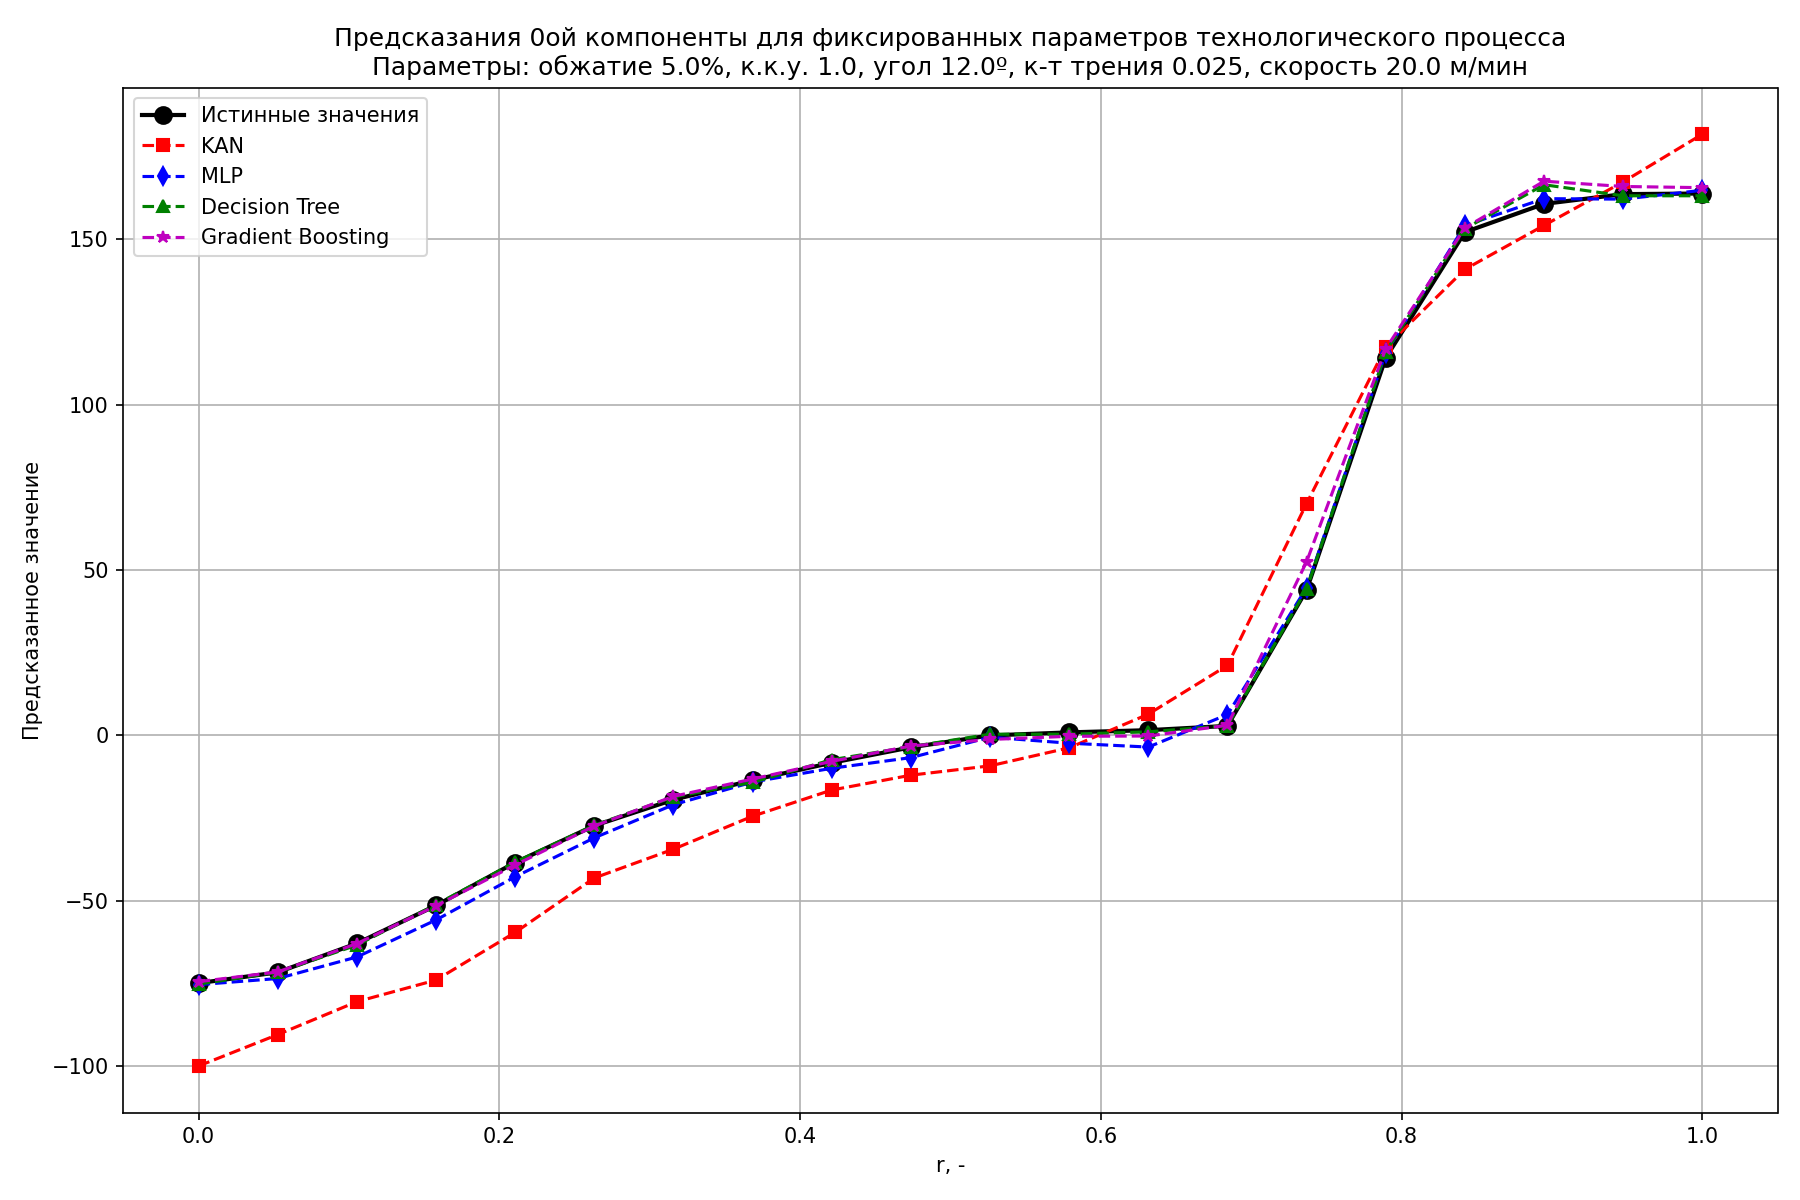 Предсказания 0ой компоненты для фиксированных параметров технологического процесса
Параметры: обжатие 5.0%, к.к.у. 1.0, угол 12.0º, к-т трения 0.025, скорость 20.0 м/мин
Истинные значения
KAN
MLP
Decision Tree
Gradient Boosting
Предсказанное значение
150
100
50
0
−50
−100
0.0
0.2
0.4
0.6
0.8
1.0
r, -